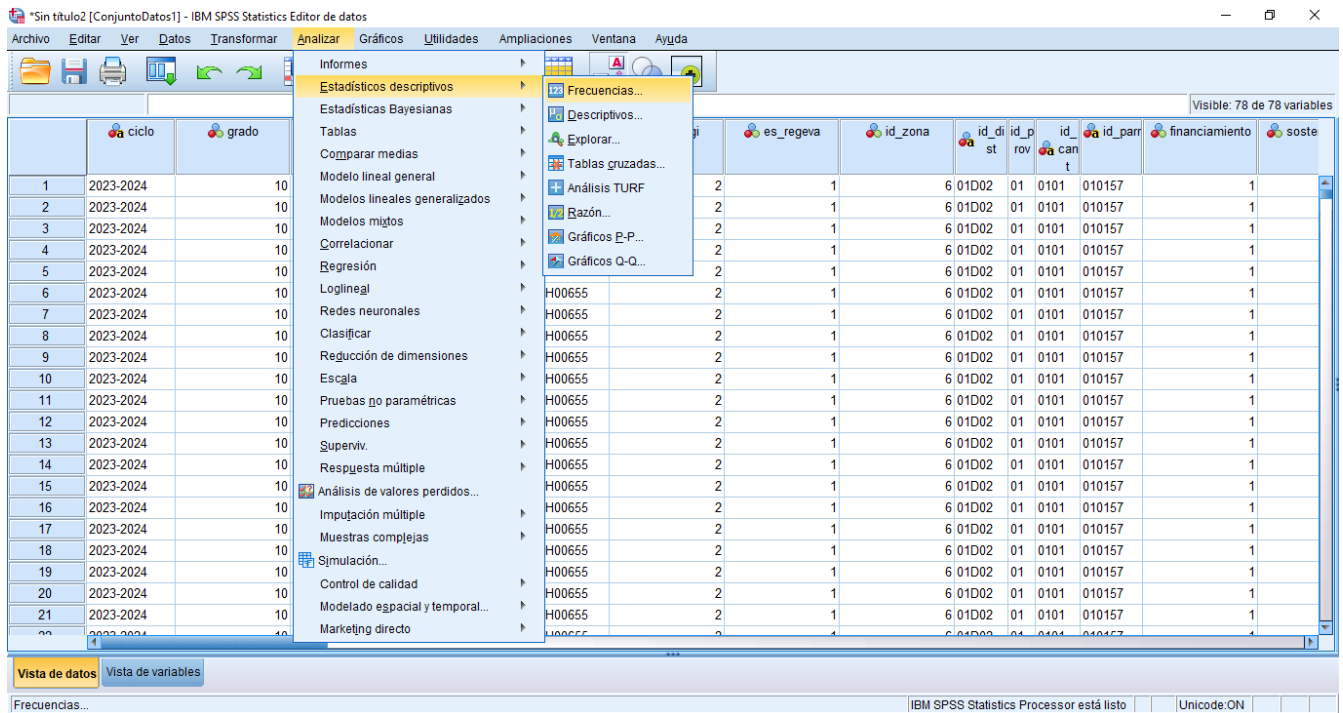 *Sin título2 [ConjuntoDatos1] - IBM SPSS Statistics Editor de datos
Archivo Editar Ver Datos Transformar Analizar Gráficos Utilidades Ampliaciones Ventana Ayuda
Informes
Estadísticos descriptivos
Estadísticas Bayesianas
Tablas
Comparar medias
Modelo lineal general
Modelos lineales generalizados
Modelos mixtos
Correlacionar
Regresión
Loglineal
Redes neuronales
Clasificar
Reducción de dimensiones
Escala
Pruebas no paramétricas
Predicciones
Superviv.
Respuesta múltiple
Análisis de valores perdidos...
Imputación múltiple
Muestras complejas
Simulación...
Control de calidad
Modelado espacial y temporal...
Marketing directo
Frecuencias...
Descriptivos...
Explorar...
Tablas cruzadas...
Análisis TURF
Razón...
Gráficos P-P...
Gráficos Q-Q...
Visible: 78 de 78 variables
ciclo grado gi es_regeva id_zona id_dist id_prov id_cant id_parr financiamiento soste
1 2023-2024 10 2 1 6 01D02 01 0101 010157 1
2 2023-2024 10 2 1 6 01D02 01 0101 010157 1
3 2023-2024 10 2 1 6 01D02 01 0101 010157 1
4 2023-2024 10 2 1 6 01D02 01 0101 010157 1
5 2023-2024 10 2 1 6 01D02 01 0101 010157 1
6 2023-2024 10 H00655 2 1 6 01D02 01 0101 010157 1
7 2023-2024 10 H00655 2 1 6 01D02 01 0101 010157 1
8 2023-2024 10 H00655 2 1 6 01D02 01 0101 010157 1
9 2023-2024 10 H00655 2 1 6 01D02 01 0101 010157 1
10 2023-2024 10 H00655 2 1 6 01D02 01 0101 010157 1
11 2023-2024 10 H00655 2 1 6 01D02 01 0101 010157 1
12 2023-2024 10 H00655 2 1 6 01D02 01 0101 010157 1
13 2023-2024 10 H00655 2 1 6 01D02 01 0101 010157 1
14 2023-2024 10 H00655 2 1 6 01D02 01 0101 010157 1
15 2023-2024 10 H00655 2 1 6 01D02 01 0101 010157 1
16 2023-2024 10 H00655 2 1 6 01D02 01 0101 010157 1
17 2023-2024 10 H00655 2 1 6 01D02 01 0101 010157 1
18 2023-2024 10 H00655 2 1 6 01D02 01 0101 010157 1
19 2023-2024 10 H00655 2 1 6 01D02 01 0101 010157 1
20 2023-2024 10 H00655 2 1 6 01D02 01 0101 010157 1
21 2023-2024 10 H00655 2 1 6 01D02 01 0101 010157 1
Vista de datos Vista de variables
Frecuencias... IBM SPSS Statistics Processor está listo Unicode:ON